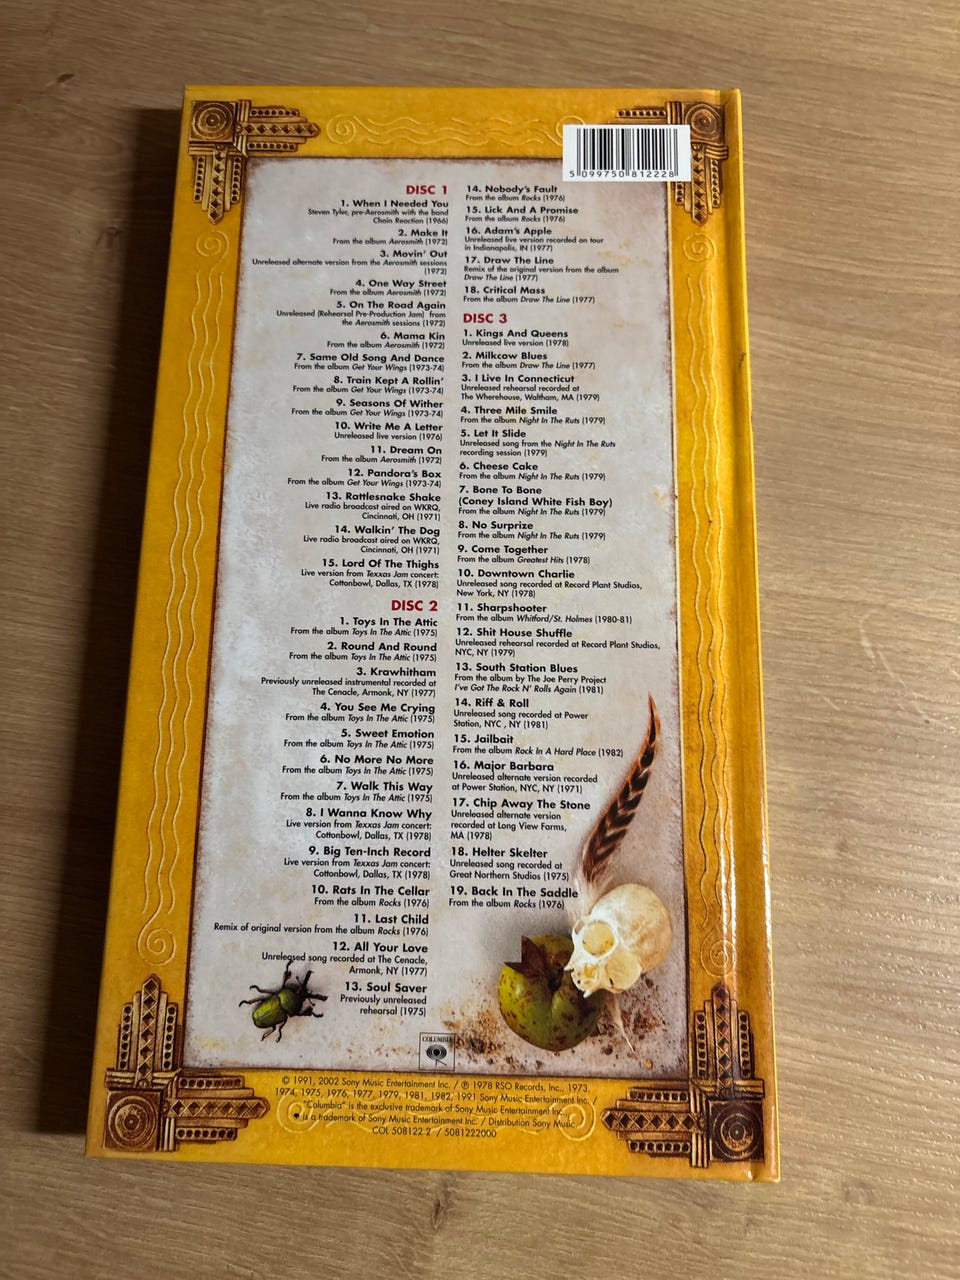 DISC 1
1. When I Needed You
Steven Tyler, pre-Aerosmith with the band
Chain Reaction (1966)
2. Make It
From the album Aerosmith (1972)
3. Movin' Out
Unreleased alternate version from the Aerosmith sessions
(1972)
4. One Way Street
From the album Aerosmith (1972)
5. On The Road Again
Unreleased (Rehearsal Pre-Production Jam) from
the Aerosmith sessions (1972)
6. Mama Kin
From the album Aerosmith (1972)
7. Same Old Song And Dance
From the album Get Your Wings (1973-74)
8. Train Kept A Rollin'
From the album Get Your Wings (1973-74)
9. Seasons Of Wither
From the album Get Your Wings (1973-74)
10. Write Me A Letter
Unreleased live version (1976)
11. Dream On
From the album Aerosmith (1972)
12. Pandora's Box
From the album Get Your Wings (1973-74)
13. Rattlesnake Shake
Live radio broadcast aired on WKRQ,
Cincinnati, OH (1971)
14. Walkin' The Dog
Live radio broadcast aired on WKRQ,
Cincinnati, OH (1971)
15. Lord Of The Thighs
Live version from Texxas Jam concert:
Cottonbowl, Dallas, TX (1978)
DISC 2
1. Toys In The Attic
From the album Toys In The Attic (1975)
2. Round And Round
From the album Toys In The Attic (1975)
3. Krawhitham
Previously unreleased instrumental recorded at
The Cenacle, Armonk, NY (1977)
4. You See Me Crying
From the album Toys In The Attic (1975)
5. Sweet Emotion
From the album Toys In The Attic (1975)
6. No More No More
From the album Toys In The Attic (1975)
7. Walk This Way
From the album Toys In The Attic (1975)
8. I Wanna Know Why
Live version from Texxas Jam concert:
Cottonbowl, Dallas, TX (1978)
9. Big Ten-Inch Record
Live version from Texxas Jam concert:
Cottonbowl, Dallas, TX (1978)
10. Rats In The Cellar
From the album Rocks (1976)
11. Last Child
Remix of original version from the album Rocks (1976)
12. All Your Love
Unreleased song recorded at The Cenacle,
Armonk, NY (1977)
13. Soul Saver
Previously unreleased
rehearsal (1975)
14. Nobody's Fault
From the album Rocks (1976)
15. Lick And A Promise
From the album Rocks (1976)
16. Adam's Apple
Unreleased live version recorded on tour
in Indianapolis, IN (1977)
17. Draw The Line
Remix of the original version from the album
Draw The Line (1977)
18. Critical Mass
From the album Draw The Line (1977)
DISC 3
1. Kings And Queens
Unreleased live version (1978)
2. Milkcow Blues
From the album Draw The Line (1977)
3. I Live In Connecticut
Unreleased rehearsal recorded at
The Wherehouse, Waltham, MA (1979)
4. Three Mile Smile
From the album Night In The Ruts (1979)
5. Let It Slide
Unreleased song from the Night In The Ruts
recording session (1979)
6. Cheese Cake
From the album Night In The Ruts (1979)
7. Bone To Bone
(Coney Island White Fish Boy)
From the album Night In The Ruts (1979)
8. No Surprize
From the album Night In The Ruts (1979)
9. Come Together
From the album Greatest Hits (1978)
10. Downtown Charlie
Unreleased song recorded at Record Plant Studios,
New York, NY (1978)
11. Sharpshooter
From the album Whitford/St. Holmes (1980-81)
12. Shit House Shuffle
Unreleased rehearsal recorded at Record Plant Studios,
NYC, NY (1979)
13. South Station Blues
From the album by The Joe Perry Project
I've Got The Rock N' Rolls Again (1981)
14. Riff & Roll
Unreleased song recorded at Power
Station, NYC , NY (1981)
15. Jailbait
From the album Rock In A Hard Place (1982)
16. Major Barbara
Unreleased alternate version recorded
at Power Station, NYC, NY (1971)
17. Chip Away The Stone
Unreleased alternate version
recorded at Long View Farms,
MA (1978)
18. Helter Skelter
Unreleased song recorded at
Great Northern Studios (1975)
19. Back In The Saddle
From the album Rocks (1976)
5 099750 812228
COLUMBIA
© 1991, 2002 Sony Music Entertainment Inc. / ℗ 1978 RSO Records, Inc., 1973,
1974, 1975, 1976, 1977, 1979, 1981, 1982, 1991 Sony Music Entertainment Inc. /
"Columbia" is the exclusive trademark of Sony Music Entertainment Inc.
is a trademark of Sony Music Entertainment Inc. / Distribution Sony Music
COL 508122 2 / 5081222000